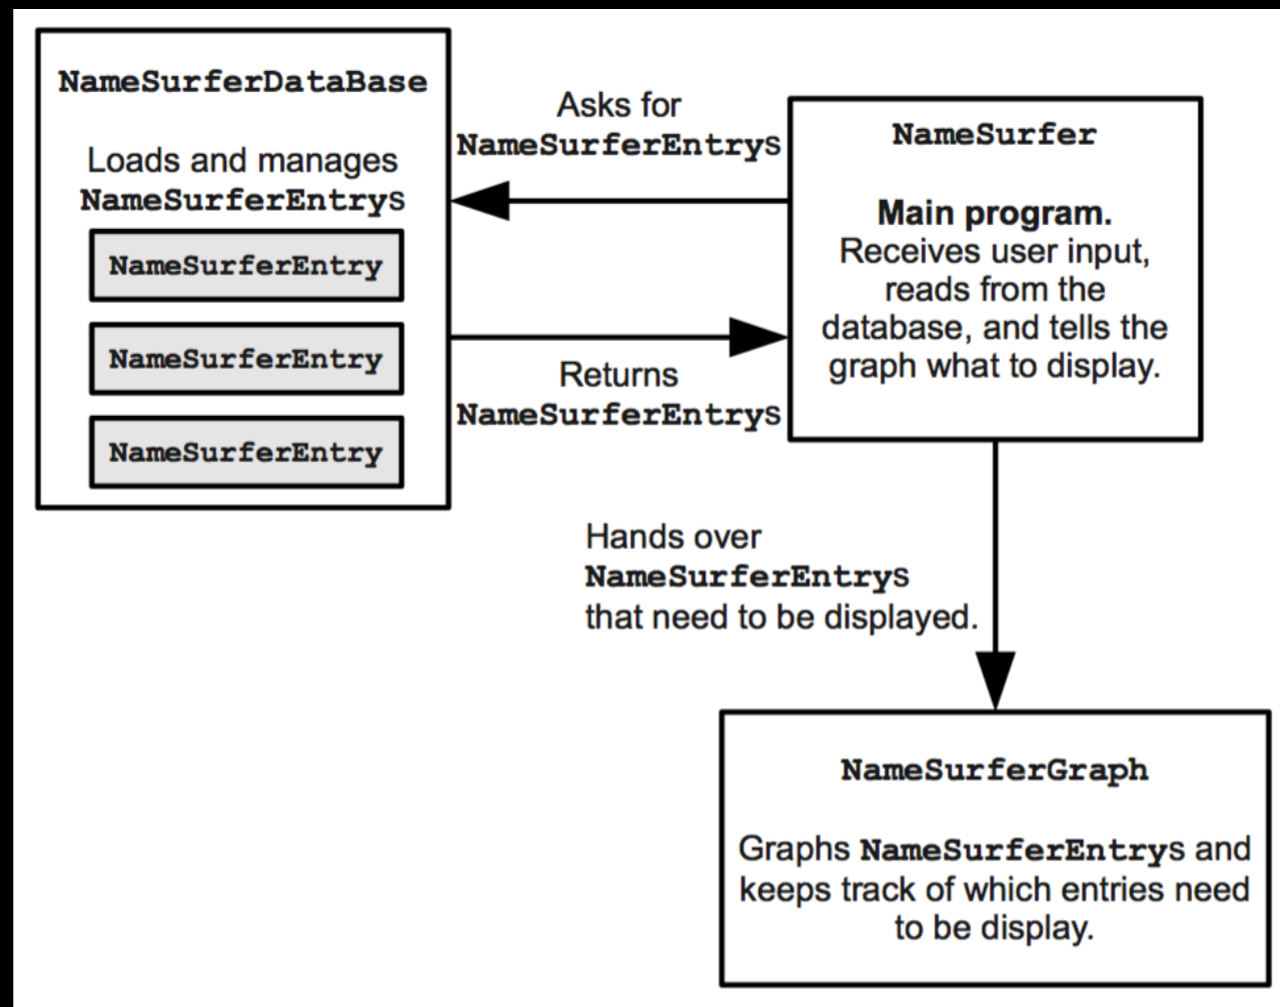 NameSurferDataBase
Loads and manages
NameSurferEntrys
NameSurferEntry
NameSurferEntry
NameSurferEntry
Asks for
NameSurferEntrys
Returns
NameSurferEntrys
NameSurfer
Main program.
Receives user input,
reads from the
database, and tells the
graph what to display.
Hands over
NameSurferEntrys
that need to be displayed.
NameSurferGraph
Graphs NameSurferEntrys and
keeps track of which entries need
to be display.